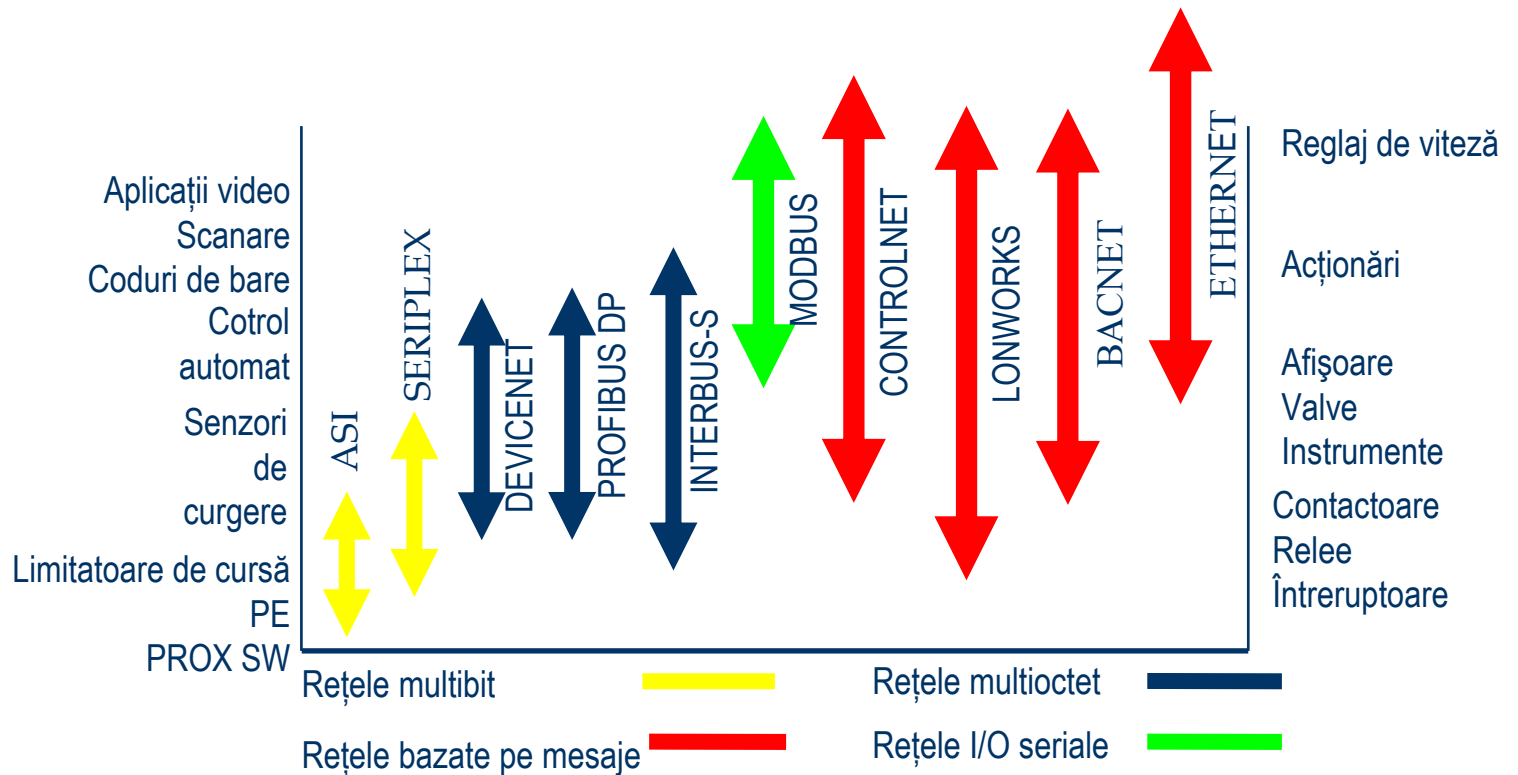 Aplicații video
Scanare
Coduri de bare
Cotrol
automat
Senzori
de
curgere
Limitatoare de cursă
PE
PROX SW
ASI
SERIPLEX
DEVICENET
PROFIBUS DP
INTERBUS-S
MODBUS
CONTROLNET
LONWORKS
BACNET
ETHERNET
Reglaj de viteză
Acționări
Afişoare
Valve
Instrumente
Contactoare
Relee
Întreruptoare
Rețele multibit
Rețele multioctet
Rețele bazate pe mesaje
Rețele I/O seriale